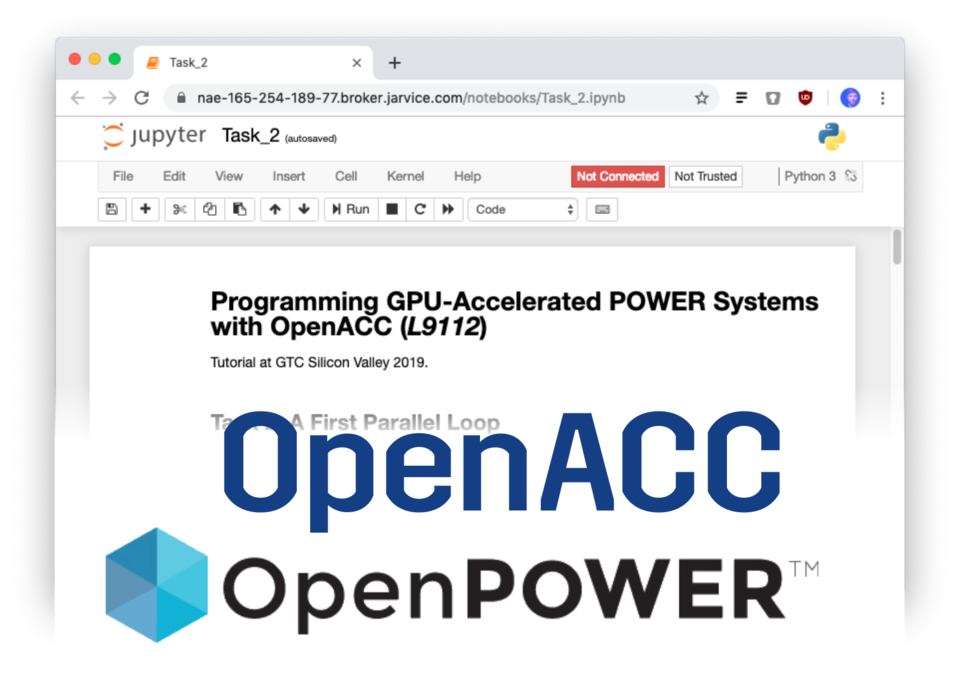 Task_2
nae-165-254-189-77.broker.jarvice.com/notebooks/Task_2.ipynb
jupyter Task_2 (autosaved)
File Edit View Insert Cell Kernel Help Not Connected Not Trusted Python 3
Run Code
Programming GPU-Accelerated POWER Systems
with OpenACC (L9112)
Tutorial at GTC Silicon Valley 2019.
A First Parallel Loop
OpenACC
OpenPOWER™